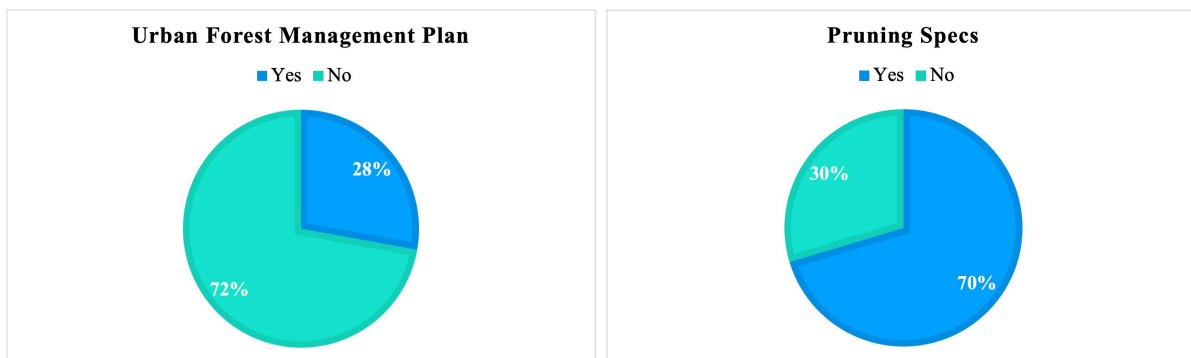 Urban Forest Management Plan
Yes No
28%
72%
Pruning Specs
Yes No
30%
70%